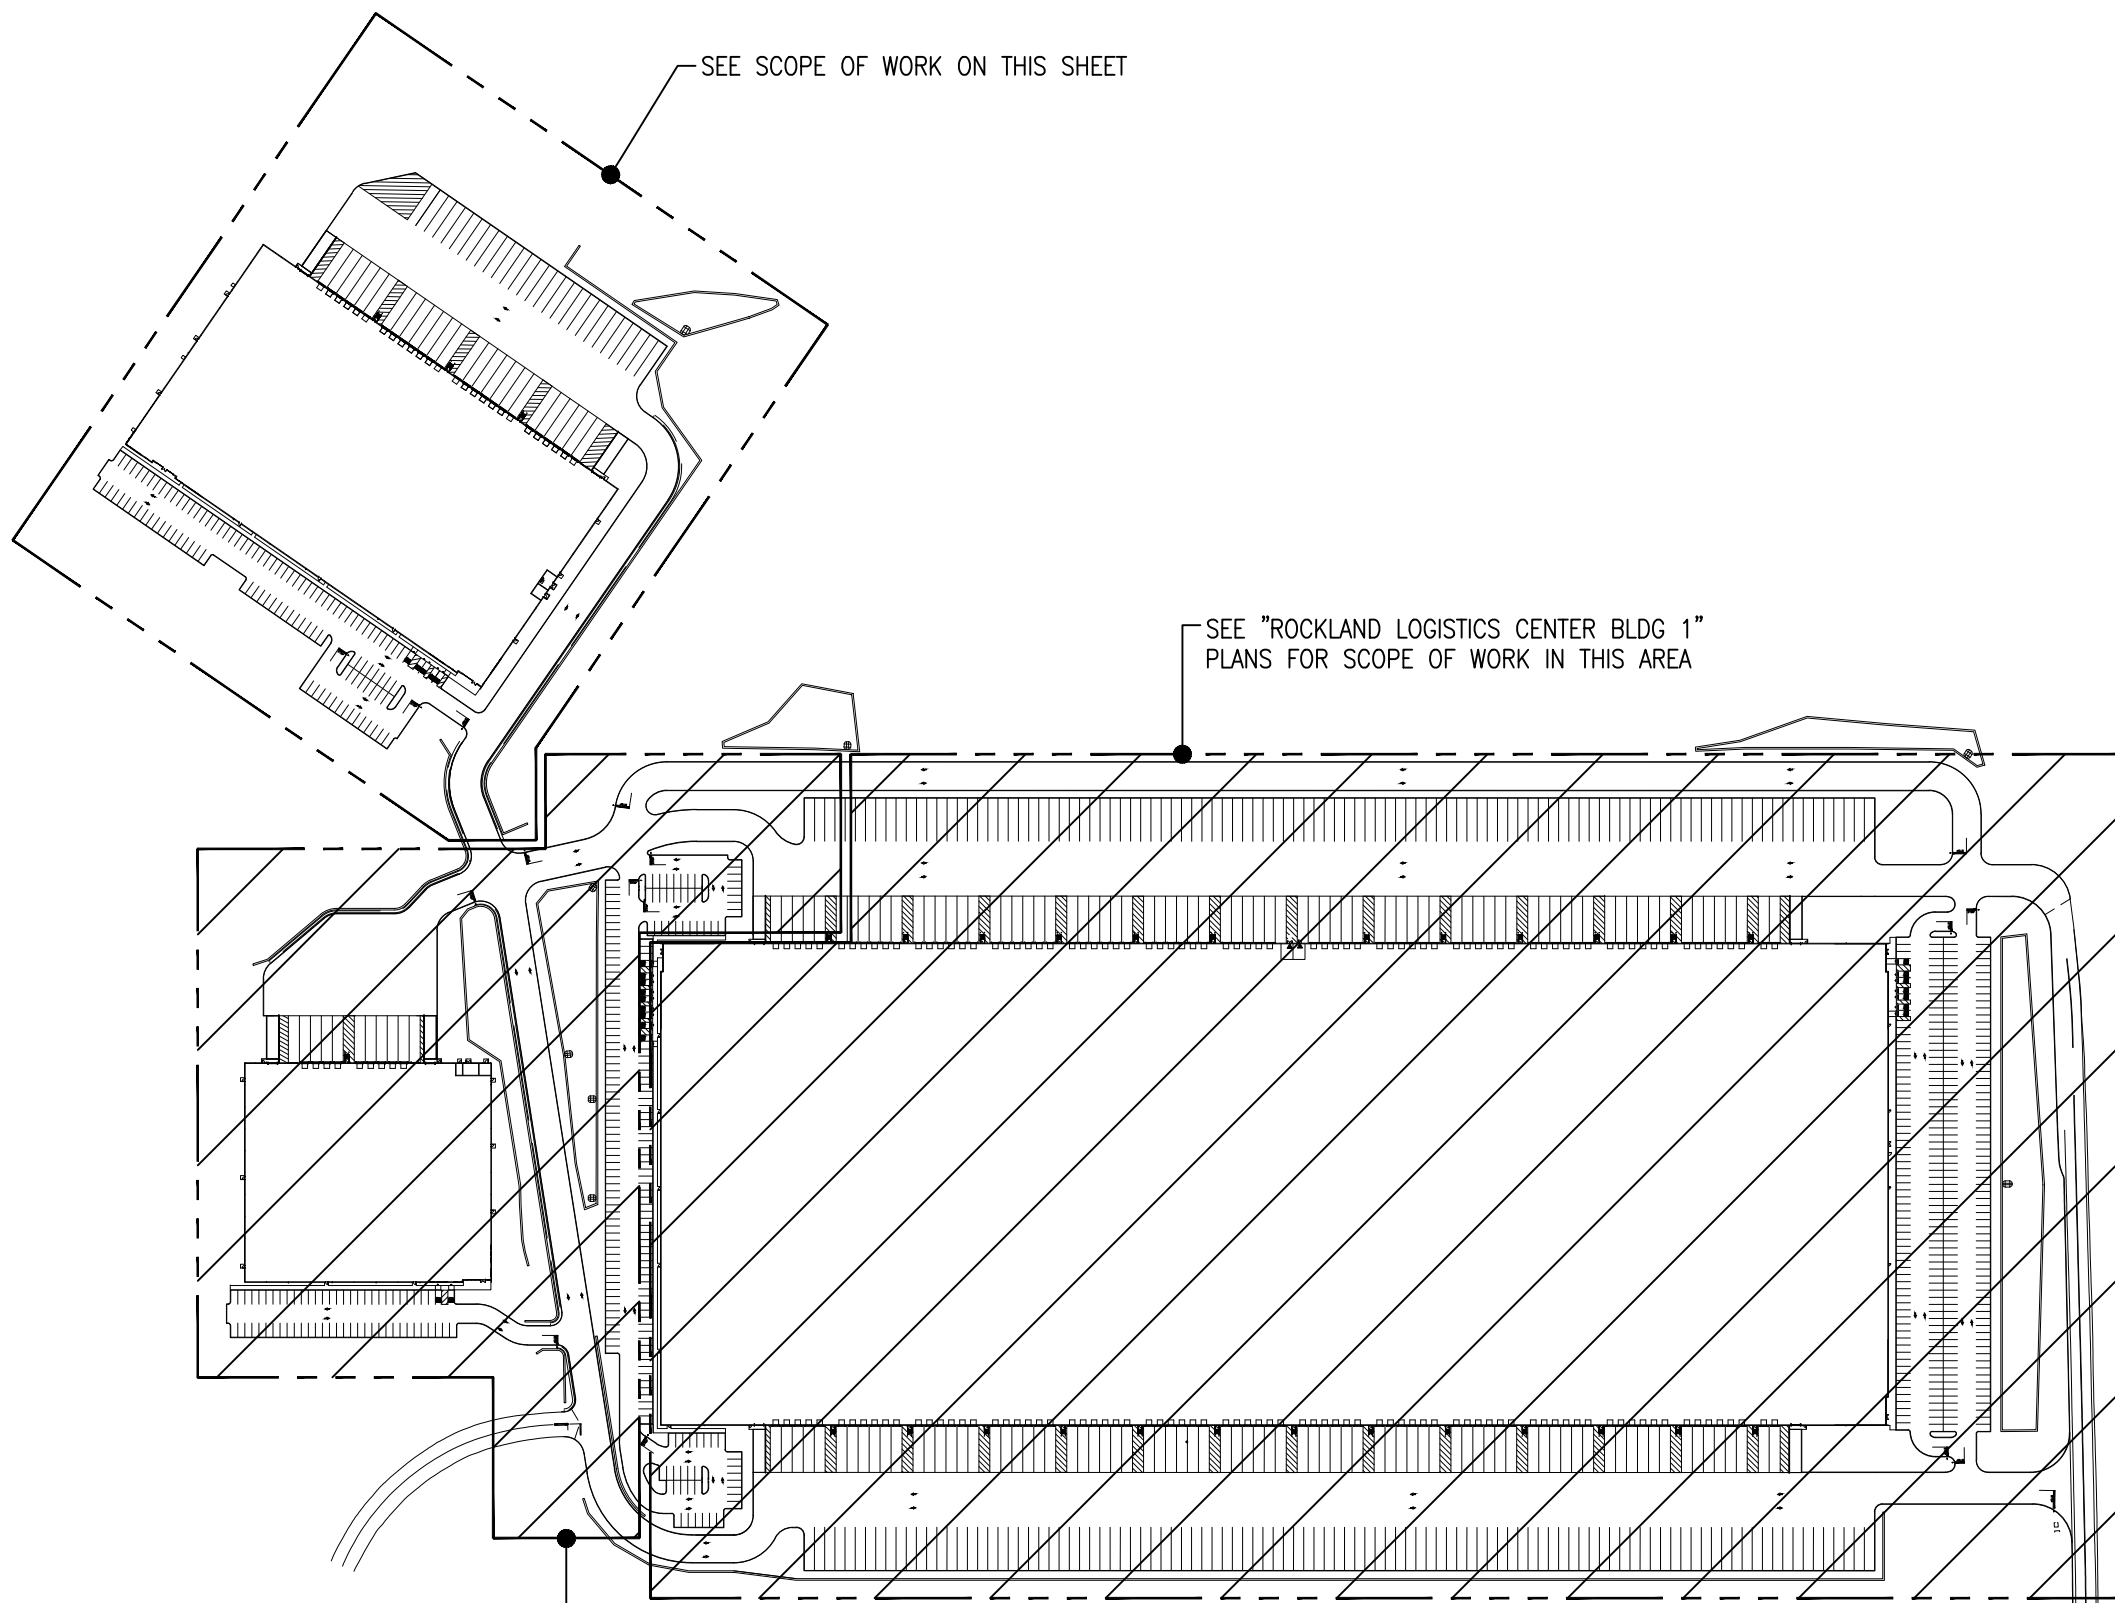 SEE SCOPE OF WORK ON THIS SHEET
SEE "ROCKLAND LOGISTICS CENTER BLDG 1"
PLANS FOR SCOPE OF WORK IN THIS AREA